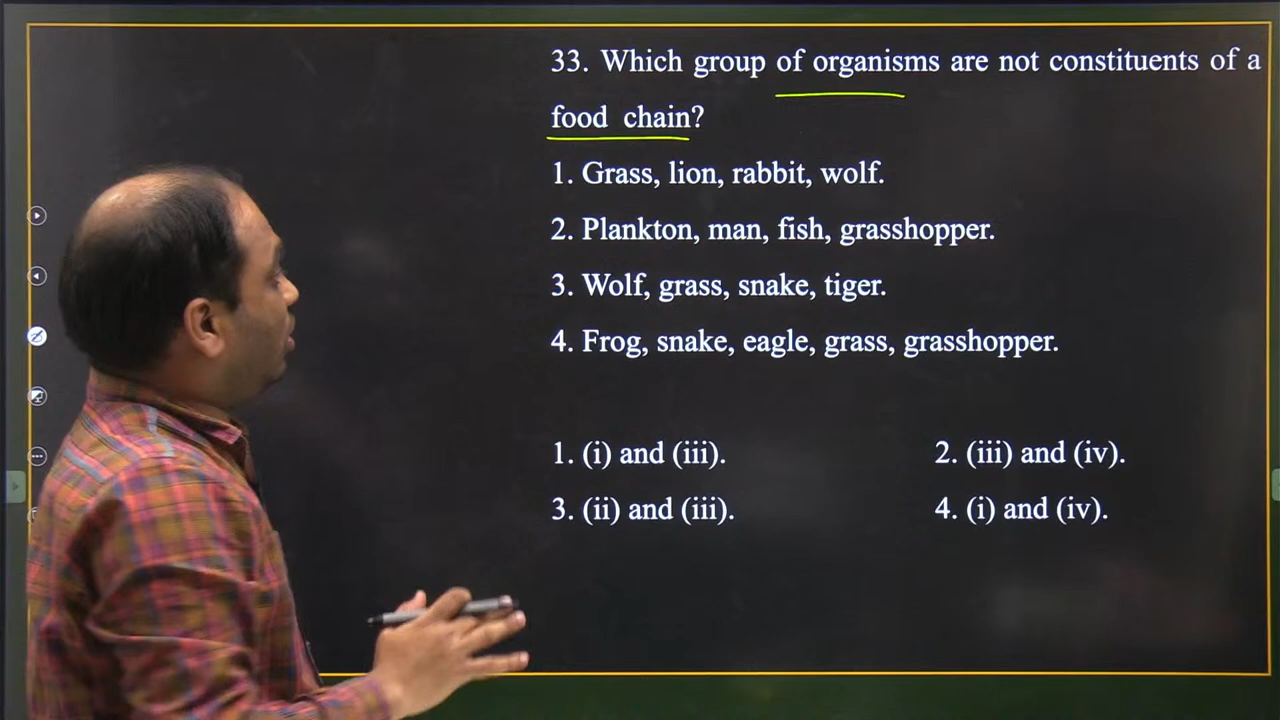 33. Which group of organisms are not constituents of a
food chain?
1. Grass, lion, rabbit, wolf.
2. Plankton, man, fish, grasshopper.
3. Wolf, grass, snake, tiger.
4. Frog, snake, eagle, grass, grasshopper.
1. (i) and (iii). 2. (iii) and (iv).
3. (ii) and (iii). 4. (i) and (iv).